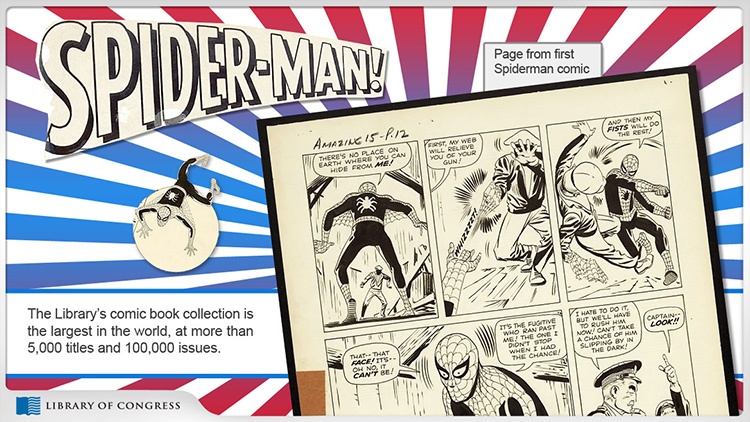 SPIDER-MAN!
Page from first
Spiderman comic
AMAZING 15-P.12
THERE'S NO PLACE ON
EARTH WHERE YOU CAN
HIDE FROM ME!
FIRST, MY WEB
WILL RELIEVE
YOU OF YOUR
GUN!
AND THEN MY
FISTS WILL DO
THE REST!
THAT--THAT
FACE! IT'S--
OH NO, IT
CAN'T BE!
IT'S THE FUGITIVE
WHO RAN PAST
ME! THE ONE I
DIDN'T STOP
WHEN I HAD
THE CHANCE!
I HATE TO DO IT,
BUT WE'LL HAVE
TO RUSH HIM
NOW! CAN'T TAKE
A CHANCE OF HIM
SLIPPING BY IN
THE DARK!
CAPTAIN--
LOOK!!
The Library's comic book collection is
the largest in the world, at more than
5,000 titles and 100,000 issues.
LIBRARY OF CONGRESS